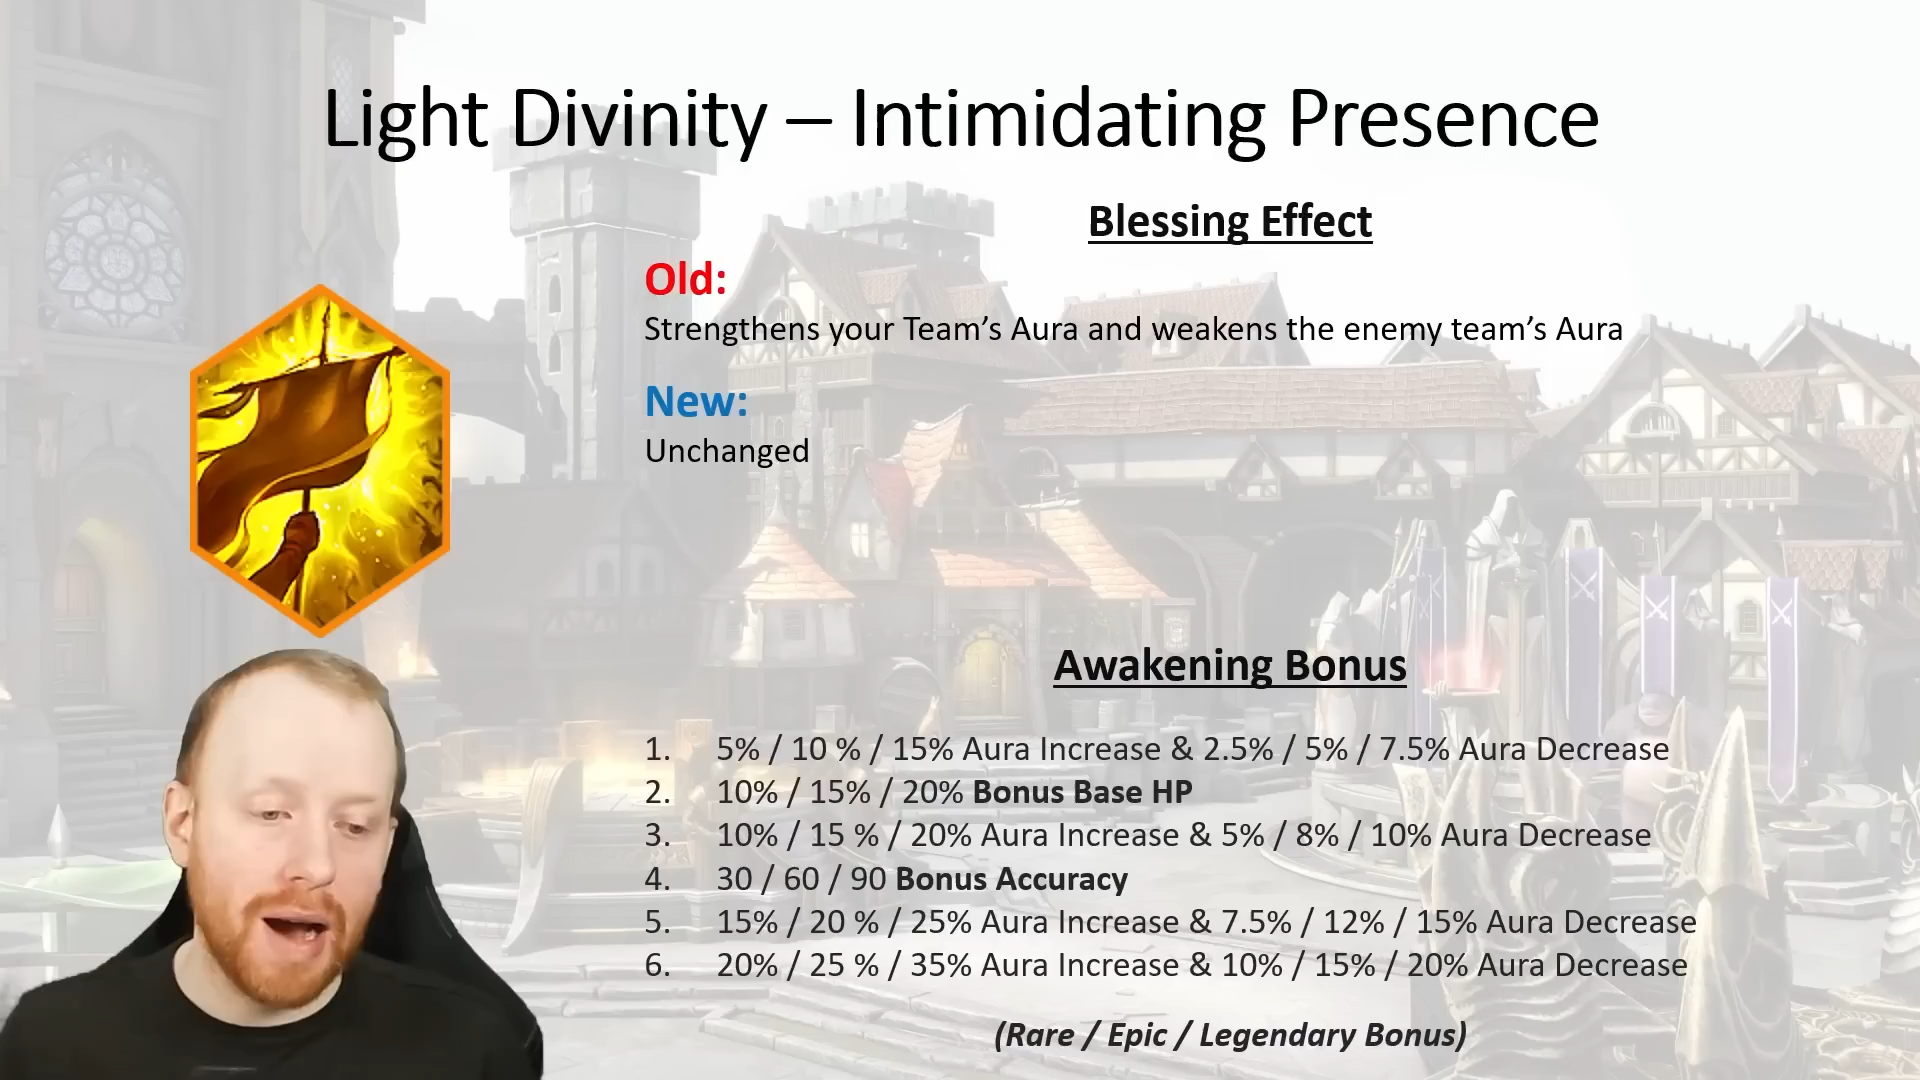 Light Divinity – Intimidating Presence
Blessing Effect
Old:
Strengthens your Team’s Aura and weakens the enemy team’s Aura
New:
Unchanged
Awakening Bonus
1. 5% / 10 % / 15% Aura Increase & 2.5% / 5% / 7.5% Aura Decrease
2. 10% / 15% / 20% Bonus Base HP
3. 10% / 15 % / 20% Aura Increase & 5% / 8% / 10% Aura Decrease
4. 30 / 60 / 90 Bonus Accuracy
5. 15% / 20 % / 25% Aura Increase & 7.5% / 12% / 15% Aura Decrease
6. 20% / 25 % / 35% Aura Increase & 10% / 15% / 20% Aura Decrease
(Rare / Epic / Legendary Bonus)